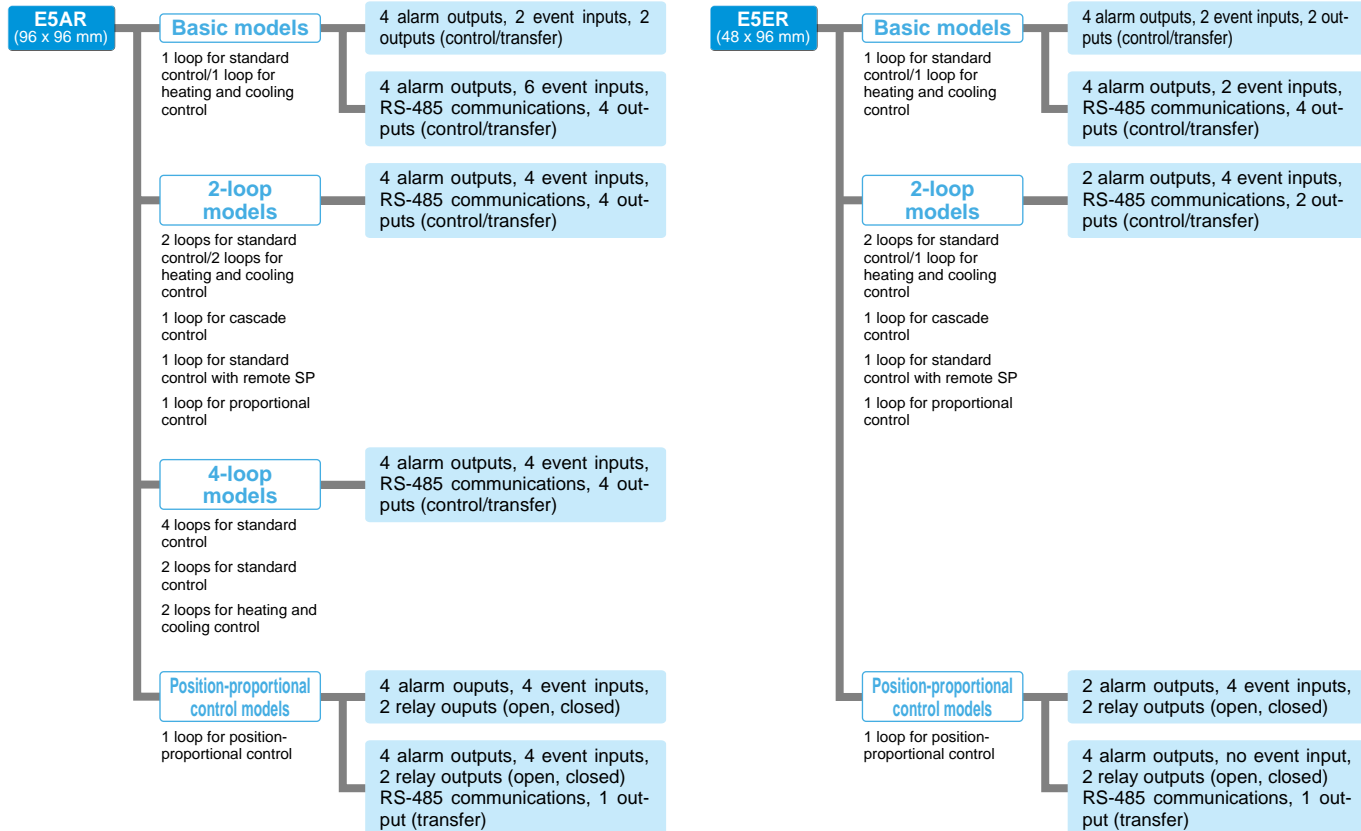 E5AR
(96 x 96 mm)
Basic models
1 loop for standard
control/1 loop for
heating and cooling
control
4 alarm outputs, 2 event inputs, 2
outputs (control/transfer)
4 alarm outputs, 6 event inputs,
RS-485 communications, 4 out-
puts (control/transfer)
2-loop
models
2 loops for standard
control/2 loops for
heating and cooling
control
1 loop for cascade
control
1 loop for standard
control with remote SP
1 loop for proportional
control
4 alarm outputs, 4 event inputs,
RS-485 communications, 4 out-
puts (control/transfer)
4-loop
models
4 loops for standard
control
2 loops for standard
control
2 loops for heating and
cooling control
4 alarm outputs, 4 event inputs,
RS-485 communications, 4 out-
puts (control/transfer)
Position-proportional
control models
1 loop for position-
proportional control
4 alarm ouputs, 4 event inputs,
2 relay ouputs (open, closed)
4 alarm outputs, 4 event inputs,
2 relay outputs (open, closed)
RS-485 communications, 1 out-
put (transfer)
E5ER
(48 x 96 mm)
Basic models
1 loop for standard
control/1 loop for
heating and cooling
control
4 alarm outputs, 2 event inputs, 2 out-
puts (control/transfer)
4 alarm outputs, 2 event inputs,
RS-485 communications, 4 out-
puts (control/transfer)
2-loop
models
2 loops for standard
control/1 loop for
heating and cooling
control
1 loop for cascade
control
1 loop for standard
control with remote SP
1 loop for proportional
control
2 alarm outputs, 4 event inputs,
RS-485 communications, 2 out-
puts (control/transfer)
Position-proportional
control models
1 loop for position-
proportional control
2 alarm outputs, 4 event inputs,
2 relay outputs (open, closed)
4 alarm outputs, no event input,
2 relay outputs (open, closed)
RS-485 communications, 1 out-
put (transfer)